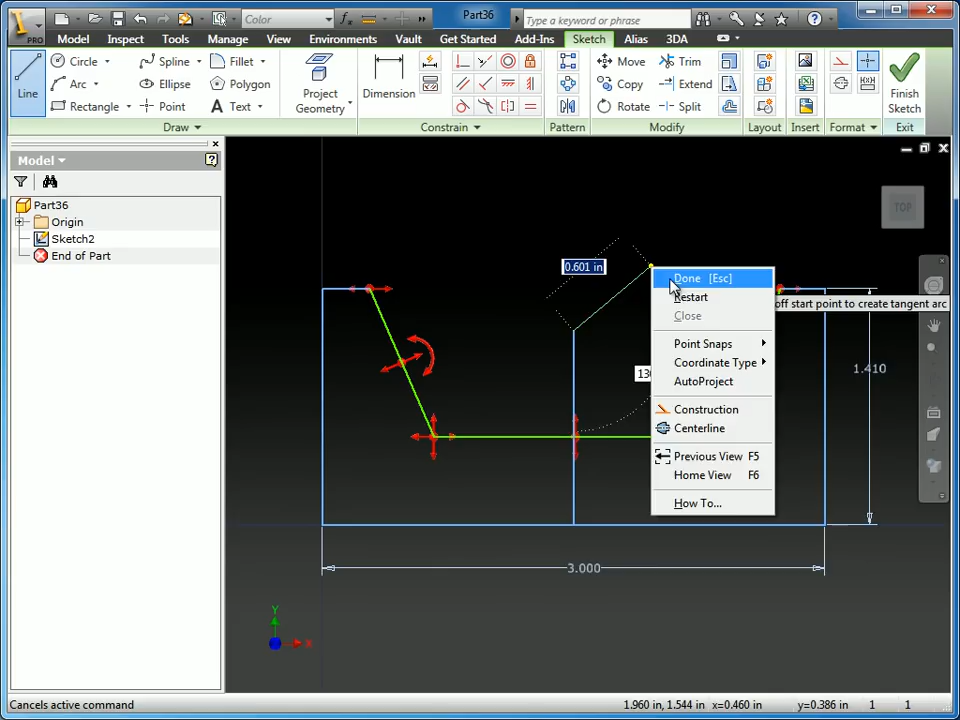 PRO
Color
Part36
Type a keyword or phrase
Model Inspect Tools Manage View Environments Vault Get Started Add-Ins Sketch Alias 3DA
Line
Circle
Arc
Rectangle
Spline
Ellipse
Point
Fillet
Polygon
Text
Project
Geometry
Dimension
Move
Copy
Rotate
Trim
Extend
Split
Finish
Sketch
Draw Constrain Pattern Modify Layout Insert Format Exit
Model
Part36
Origin
Sketch2
End of Part
TOP
0.601 in
Done [Esc]
Restart
Close
Point Snaps
Coordinate Type
AutoProject
Construction
Centerline
Previous View F5
Home View F6
How To...
off start point to create tangent arc
1.410
3.000
Y
X
Cancels active command
1.960 in, 1.544 in x=0.460 in y=0.386 in 1 1